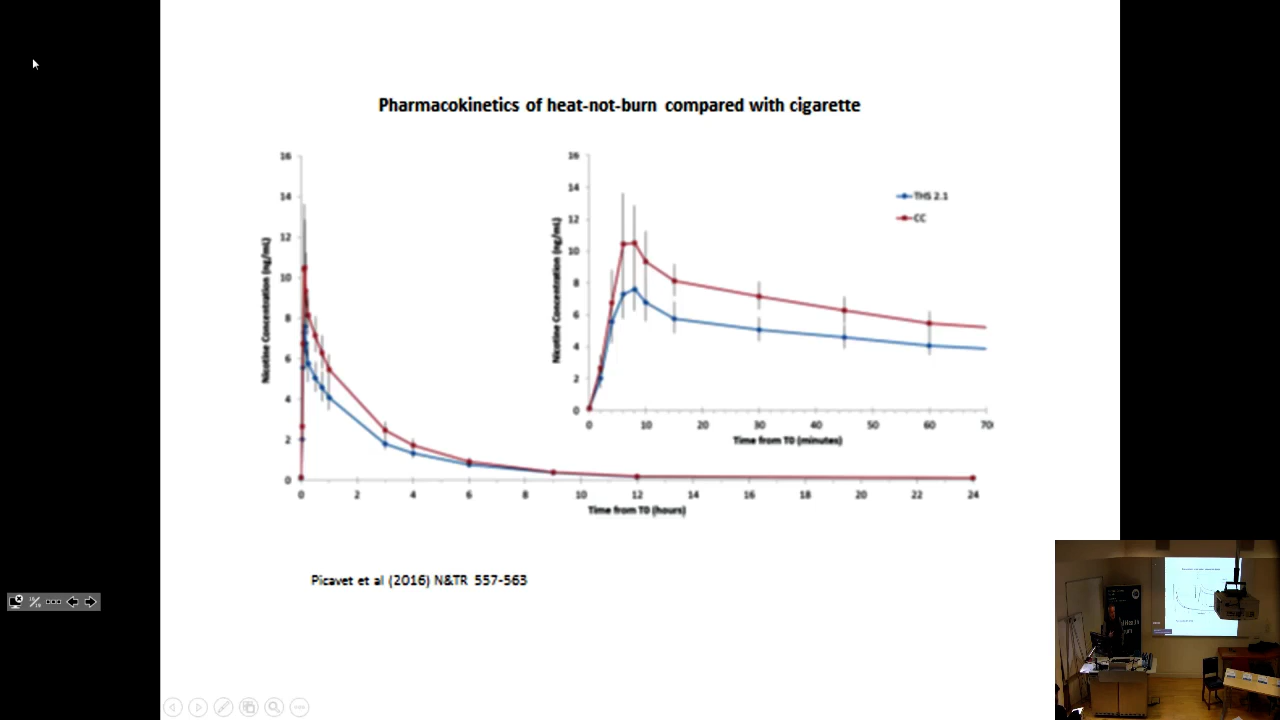 Pharmacokinetics of heat-not-burn compared with cigarette
16
14
12
10
8
6
4
2
0
Nicotine Concentration (ng/mL)
0 2 4 6 8 10 12 14 16 18 20 22 24
Time from T0 (hours)
16
14
12
10
8
6
4
2
0
Nicotine Concentration (ng/mL)
0 10 20 30 40 50 60 70
Time from T0 (minutes)
THS 2.1
CC
Picavet et al (2016) N&TR 557-563